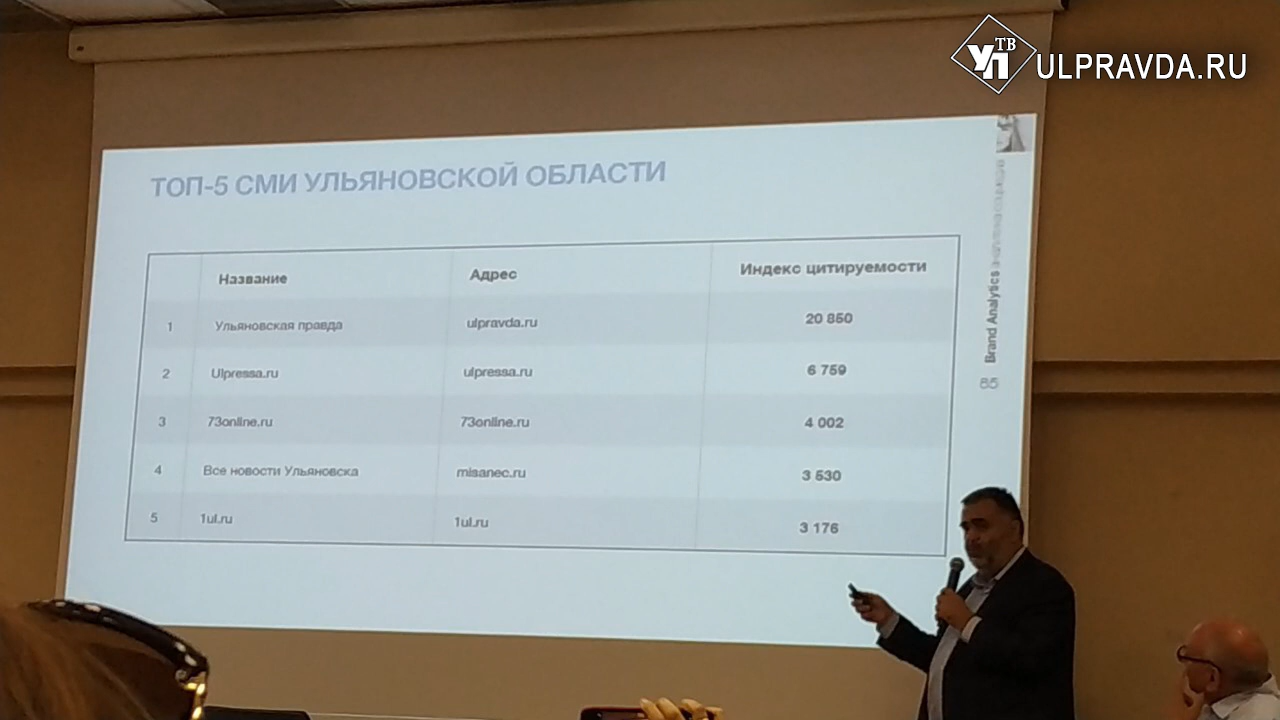 УП ТВ ULPRAVDA.RU
ТОП-5 СМИ УЛЬЯНОВСКОЙ ОБЛАСТИ
Название Адрес Индекс цитируемости
1 Ульяновская правда ulpravda.ru 20 850
2 Ulpressa.ru ulpressa.ru 6 759
3 73online.ru 73online.ru 4 002
4 Все новости Ульяновска misanec.ru 3 530
5 1ul.ru 1ul.ru 3 176
Brand Analytics
65